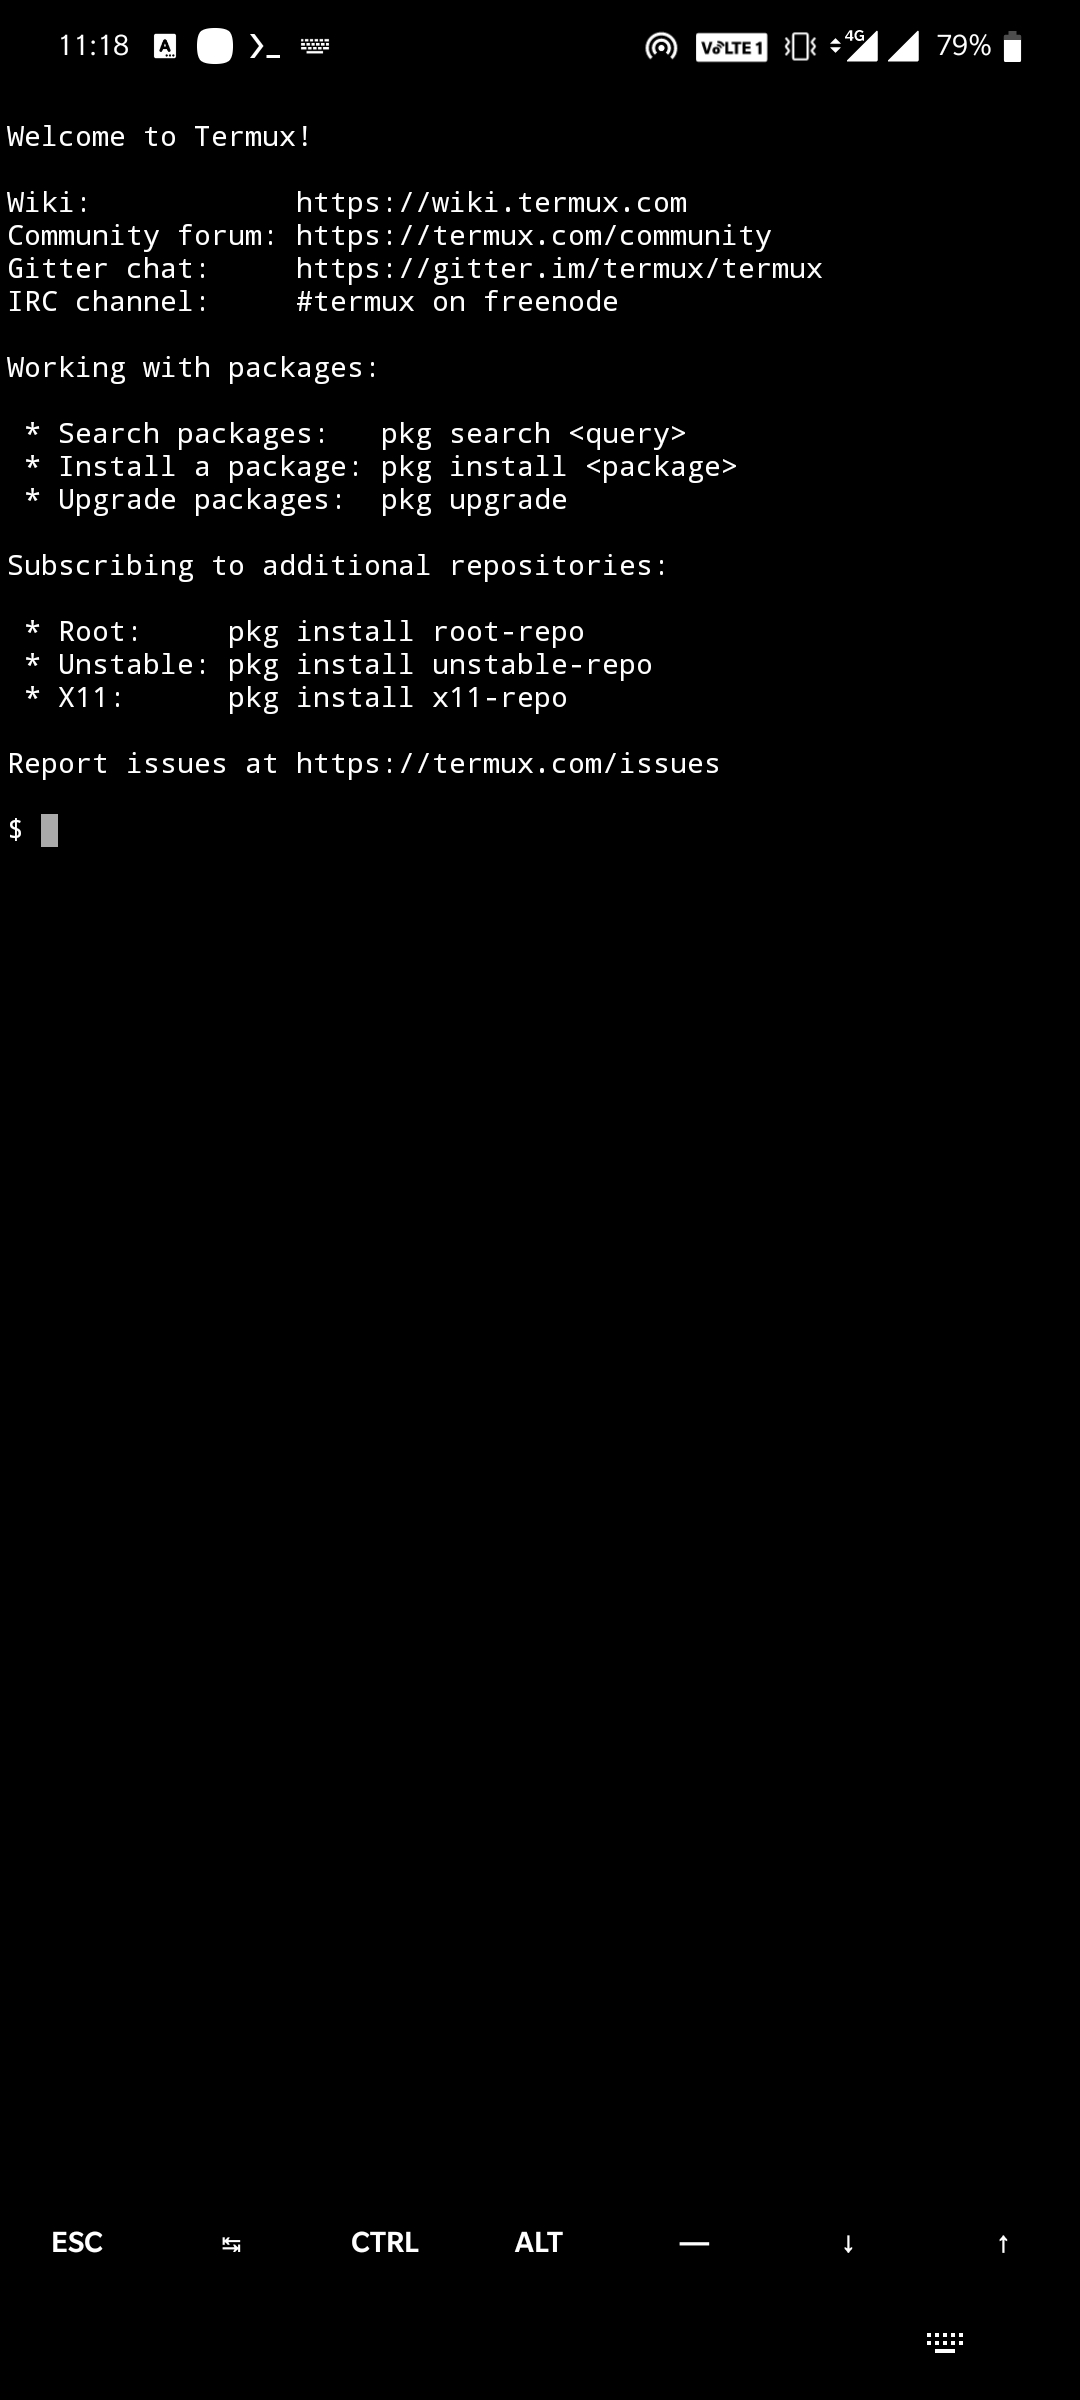 11:18 VoLTE 1 4G 79%
Welcome to Termux!
Wiki:            https://wiki.termux.com
Community forum: https://termux.com/community
Gitter chat:     https://gitter.im/termux/termux
IRC channel:     #termux on freenode
Working with packages:
 * Search packages:   pkg search <query>
 * Install a package: pkg install <package>
 * Upgrade packages:  pkg upgrade
Subscribing to additional repositories:
 * Root:     pkg install root-repo
 * Unstable: pkg install unstable-repo
 * X11:      pkg install x11-repo
Report issues at https://termux.com/issues
$
ESC ↹ CTRL ALT — ↓ ↑